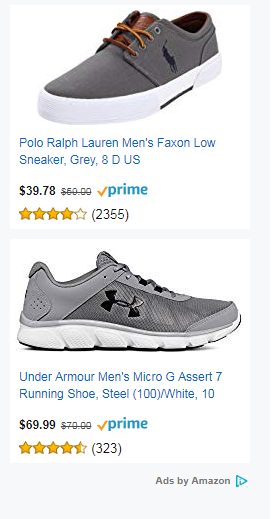 Polo Ralph Lauren Men's Faxon Low
Sneaker, Grey, 8 D US
$39.78 $60.00 prime
(2355)
Under Armour Men's Micro G Assert 7
Running Shoe, Steel (100)/White, 10
$69.99 $70.00 prime
(323)
Ads by Amazon